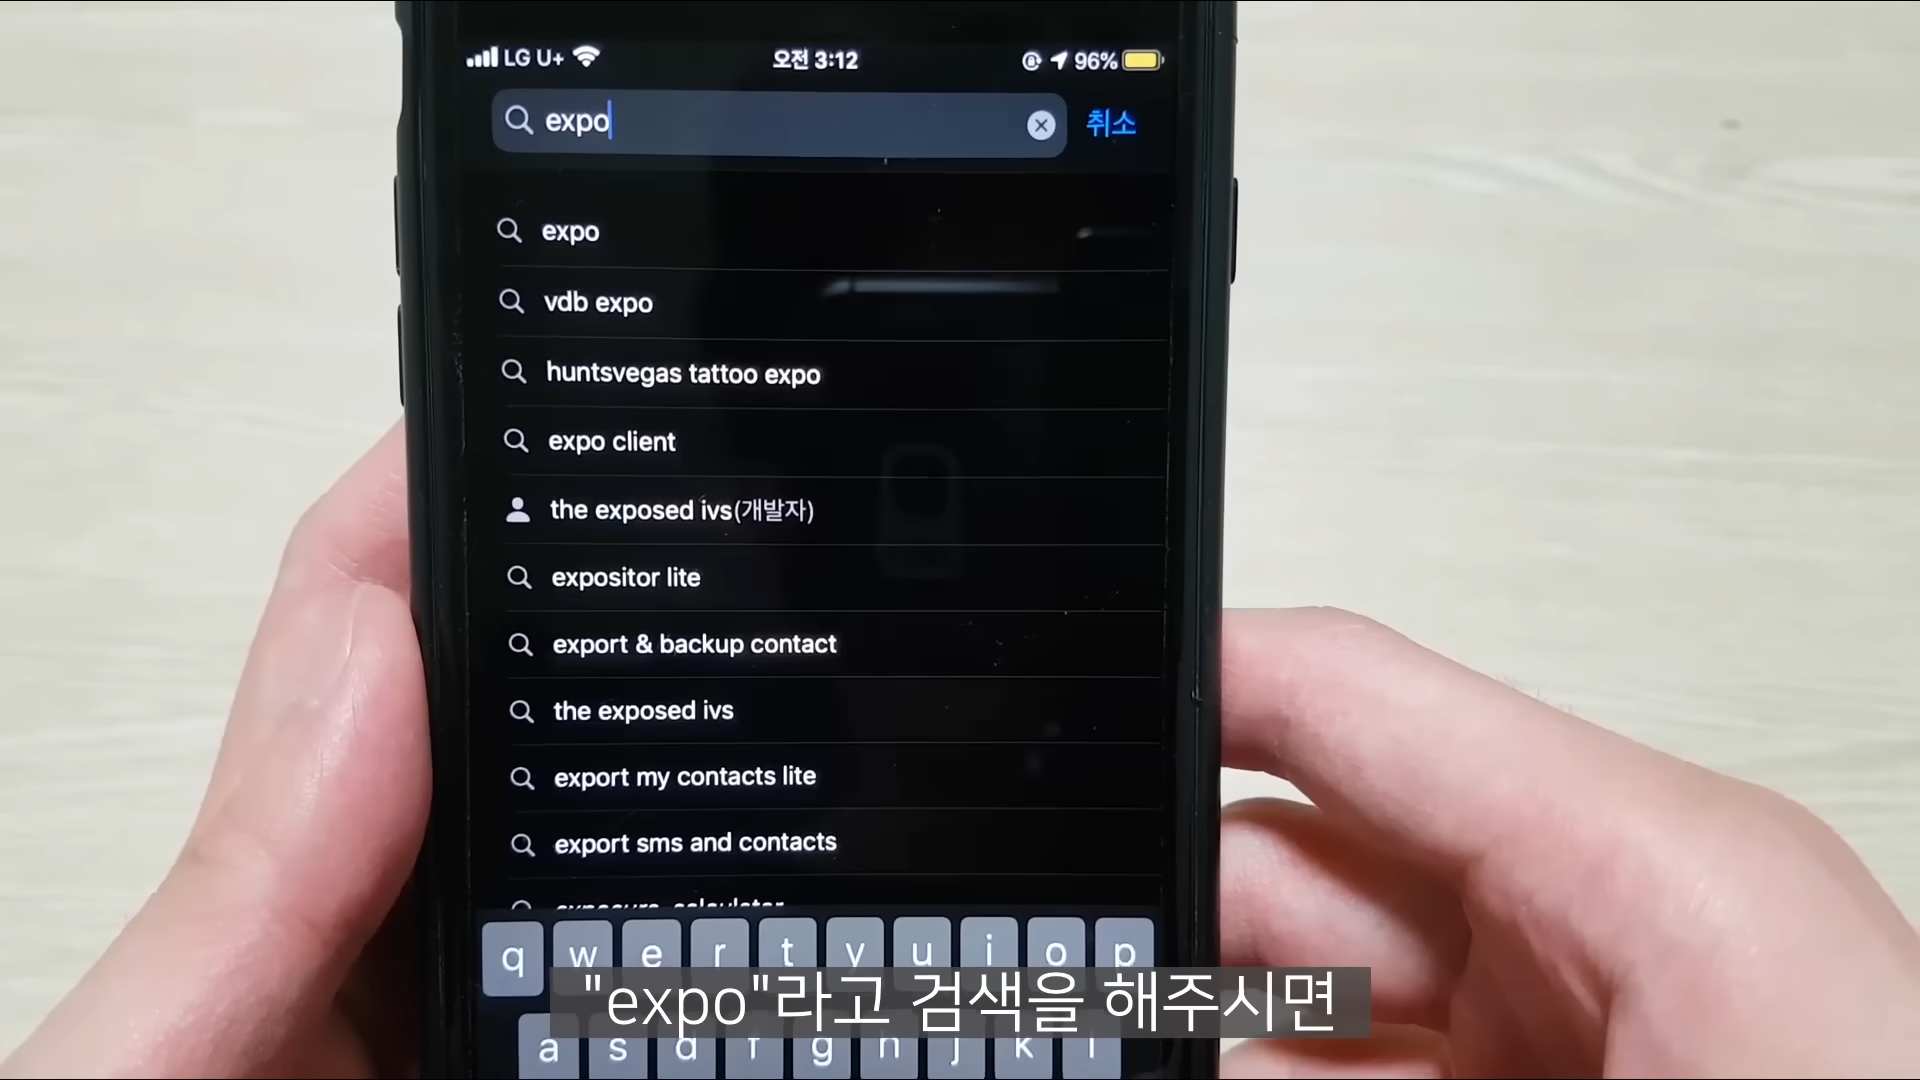 LG U+ 오전 3:12 96%
expo 취소
expo
vdb expo
huntsvegas tattoo expo
expo client
the exposed ivs(개발자)
expositor lite
export & backup contact
the exposed ivs
export my contacts lite
export sms and contacts
exposure calculator
q w e r t y u i o p
"expo"라고 검색을 해주시면
a s d f g h j k l